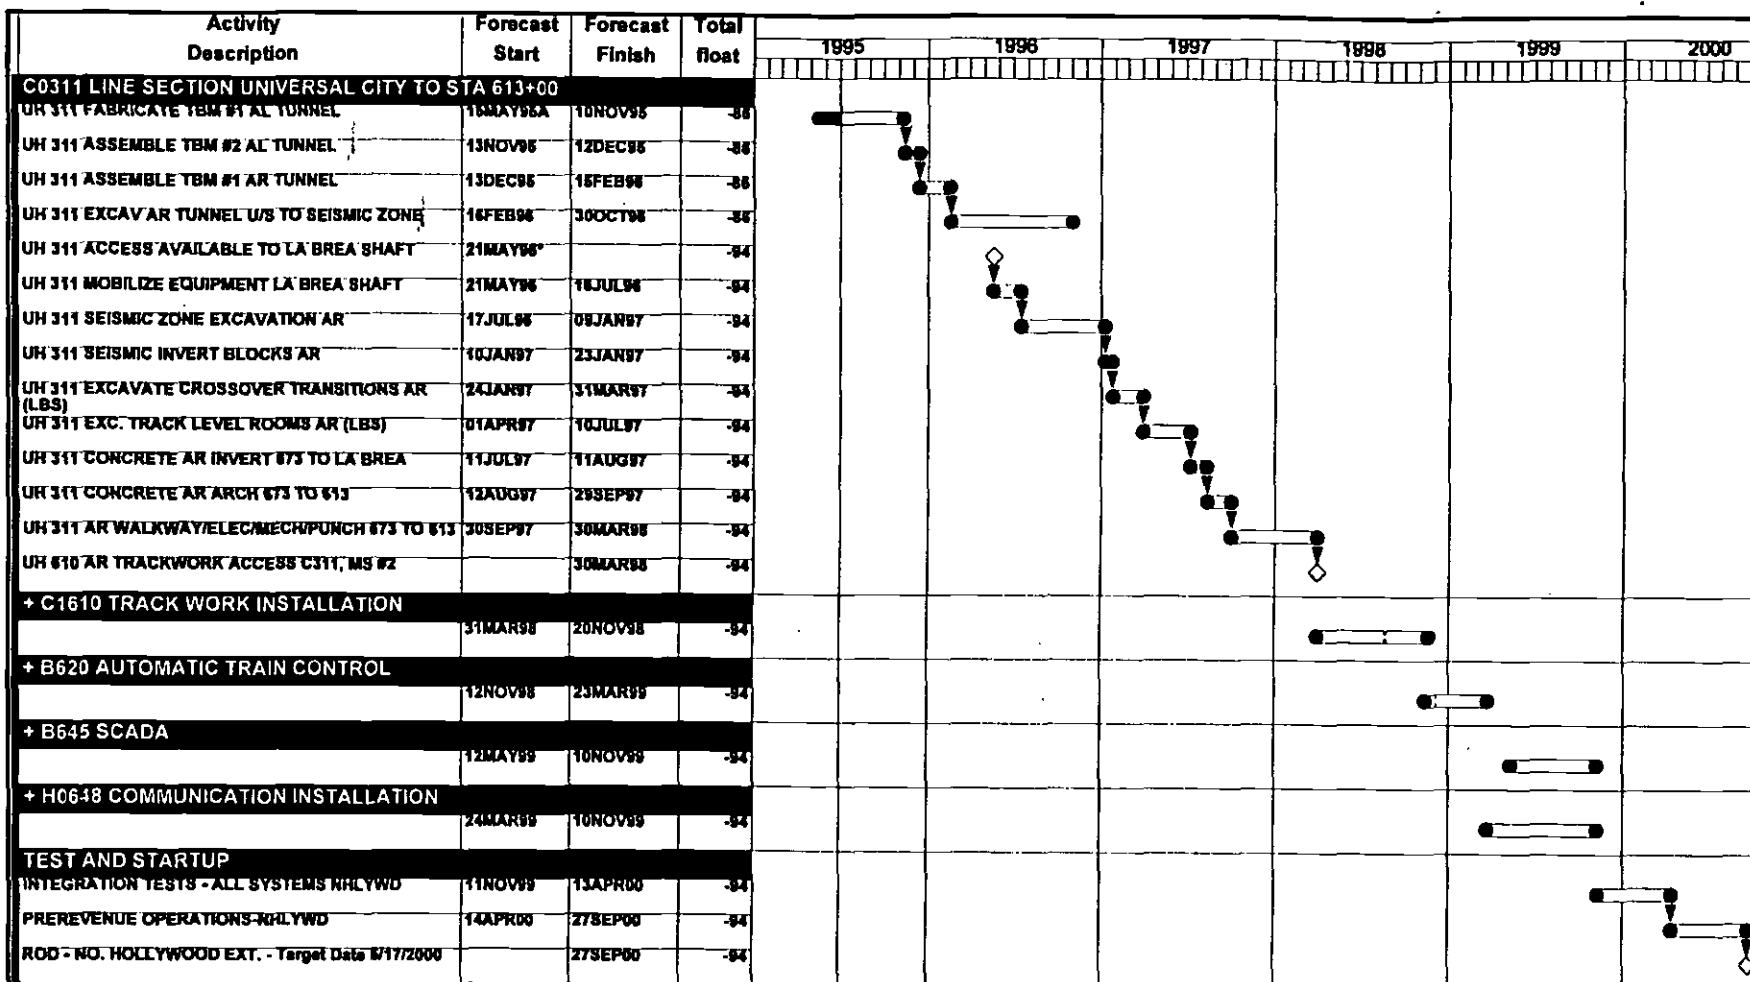 Activity Description Forecast Start Forecast Finish Total float 1995 1996 1997 1998 1999 2000
C0311 LINE SECTION UNIVERSAL CITY TO STA 613+00
UH 311 FABRICATE TBM #1 AL TUNNEL 10NOV95
UH 311 ASSEMBLE TBM #2 AL TUNNEL 13NOV95 12DEC95 -86
UH 311 ASSEMBLE TBM #1 AR TUNNEL 13DEC95 15FEB96 -86
UH 311 EXCAV AR TUNNEL U/S TO SEISMIC ZONE 16FEB96 30OCT96 -86
UH 311 ACCESS AVAILABLE TO LA BREA SHAFT 21MAY96* -94
UH 311 MOBILIZE EQUIPMENT LA BREA SHAFT 21MAY96 16JUL96 -94
UH 311 SEISMIC ZONE EXCAVATION AR 17JUL96 09JAN97 -94
UH 311 SEISMIC INVERT BLOCKS AR 10JAN97 23JAN97 -94
UH 311 EXCAVATE CROSSOVER TRANSITIONS AR 24JAN97 31MAR97 -94
(LBS)
UH 311 EXC. TRACK LEVEL ROOMS AR (LBS) 01APR97 10JUL97 -94
UH 311 CONCRETE AR INVERT 673 TO LA BREA 11JUL97 11AUG97 -94
UH 311 CONCRETE AR ARCH 673 TO 613 12AUG97 29SEP97 -94
UH 311 AR WALKWAY/ELEC/MECH/PUNCH 673 TO 613 30SEP97 30MAR98 -94
UH 610 AR TRACKWORK ACCESS C311, MS #2 30MAR98 -94
+ C1610 TRACK WORK INSTALLATION
31MAR98 20NOV98 -94
+ B620 AUTOMATIC TRAIN CONTROL
12NOV98 23MAR99 -94
+ B645 SCADA
12MAY99 10NOV99 -94
+ H0648 COMMUNICATION INSTALLATION
24MAR99 10NOV99 -94
TEST AND STARTUP
INTEGRATION TESTS - ALL SYSTEMS NHLYWD 11NOV99 13APR00 -94
PREREVENUE OPERATIONS-NHLYWD 14APR00 27SEP00 -94
ROD - NO. HOLLYWOOD EXT. - Target Date 5/17/2000 27SEP00 -94